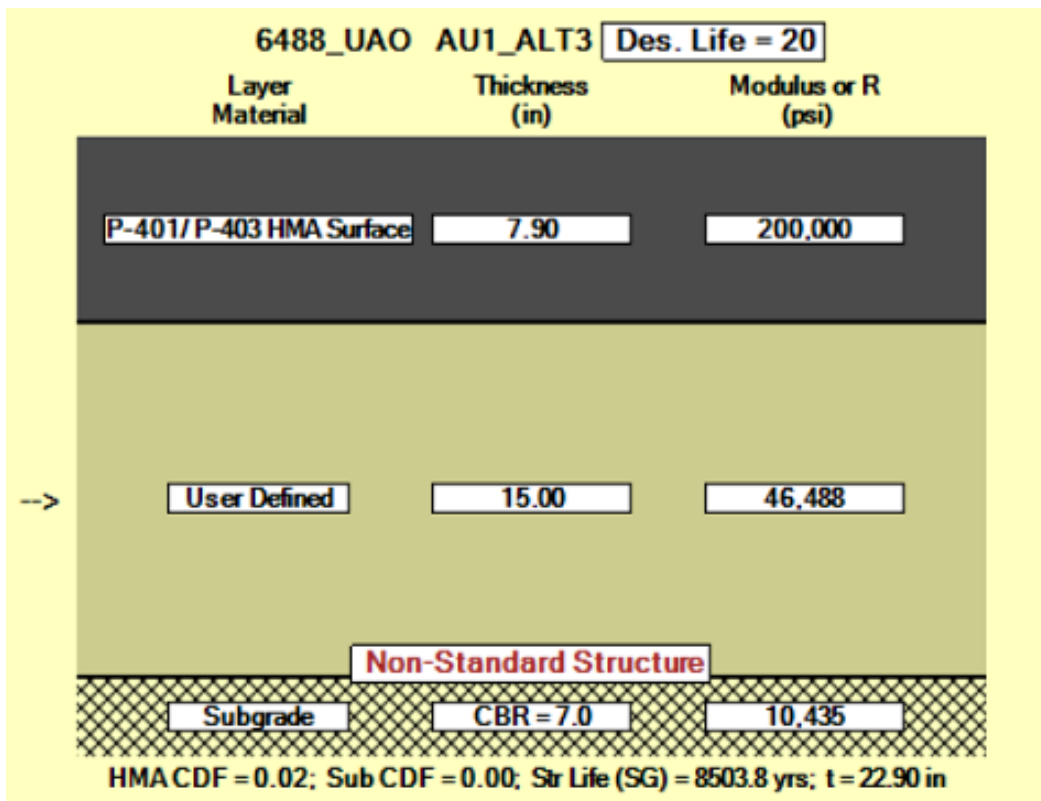 6488_UAO AU1_ALT3 Des. Life = 20
Layer Material Thickness (in) Modulus or R (psi)
P-401/ P-403 HMA Surface 7.90 200,000
--> User Defined 15.00 46,488
Non-Standard Structure
Subgrade CBR = 7.0 10,435
HMA CDF = 0.02; Sub CDF = 0.00; Str Life (SG) = 8503.8 yrs; t = 22.90 in